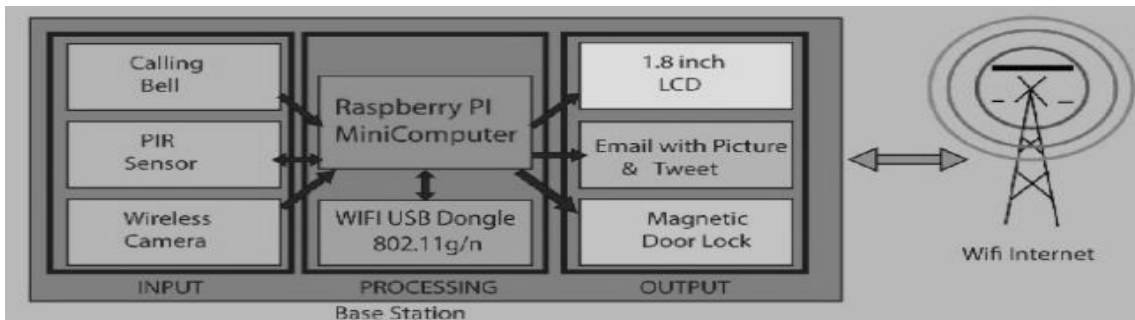 Calling
Bell
PIR
Sensor
Wireless
Camera
INPUT
Raspberry PI
MiniComputer
WIFI USB Dongle
802.11g/n
PROCESSING
1.8 inch
LCD
Email with Picture
& Tweet
Magnetic
Door Lock
OUTPUT
Base Station
Wifi Internet